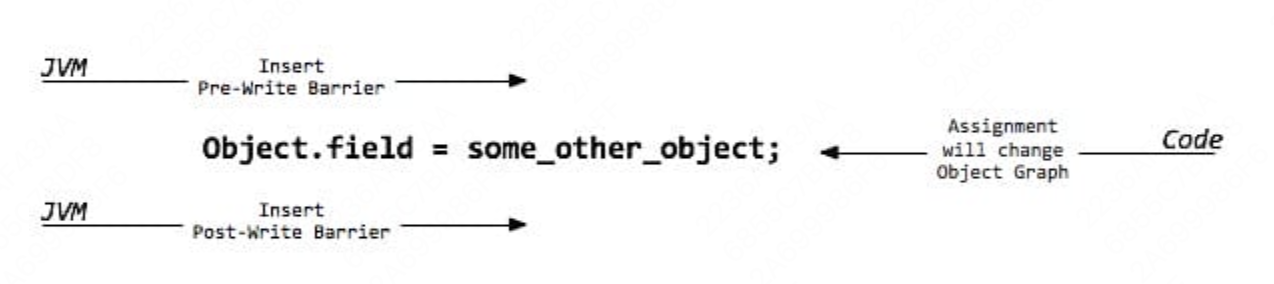 JVM
Insert
Pre-Write Barrier
Object.field = some_other_object;
Assignment
will change
Object Graph
Code
JVM
Insert
Post-Write Barrier